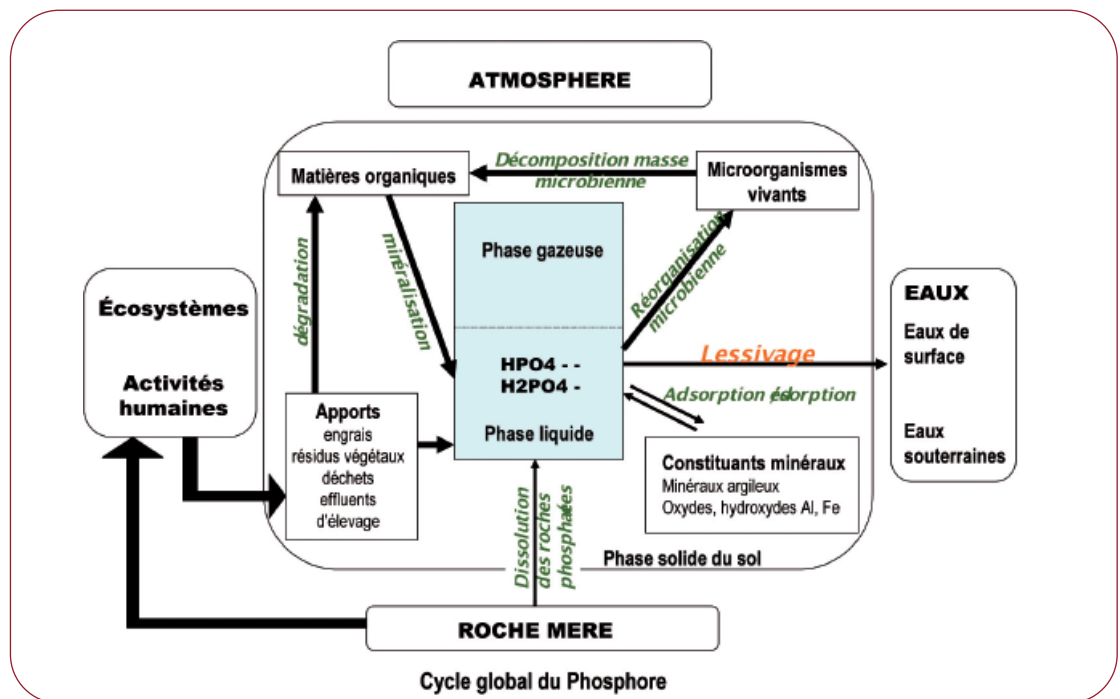 ATMOSPHERE
Décomposition masse
microbienne
Matières organiques
Microorganismes
vivants
Phase gazeuse
dégradation
minéralisation
Réorganisation
microbienne
Écosystèmes
Activités
humaines
EAUX
Eaux de
surface
Eaux
souterraines
HPO4 - -
H2PO4 -
Phase liquide
Lessivage
Apports
engrais
résidus végétaux
déchets
effluents
d'élevage
Constituants minéraux
Minéraux argileux
Oxydes, hydroxydes Al, Fe
Dissolution
des roches
Phase solide du sol
ROCHE MERE
Cycle global du Phosphore